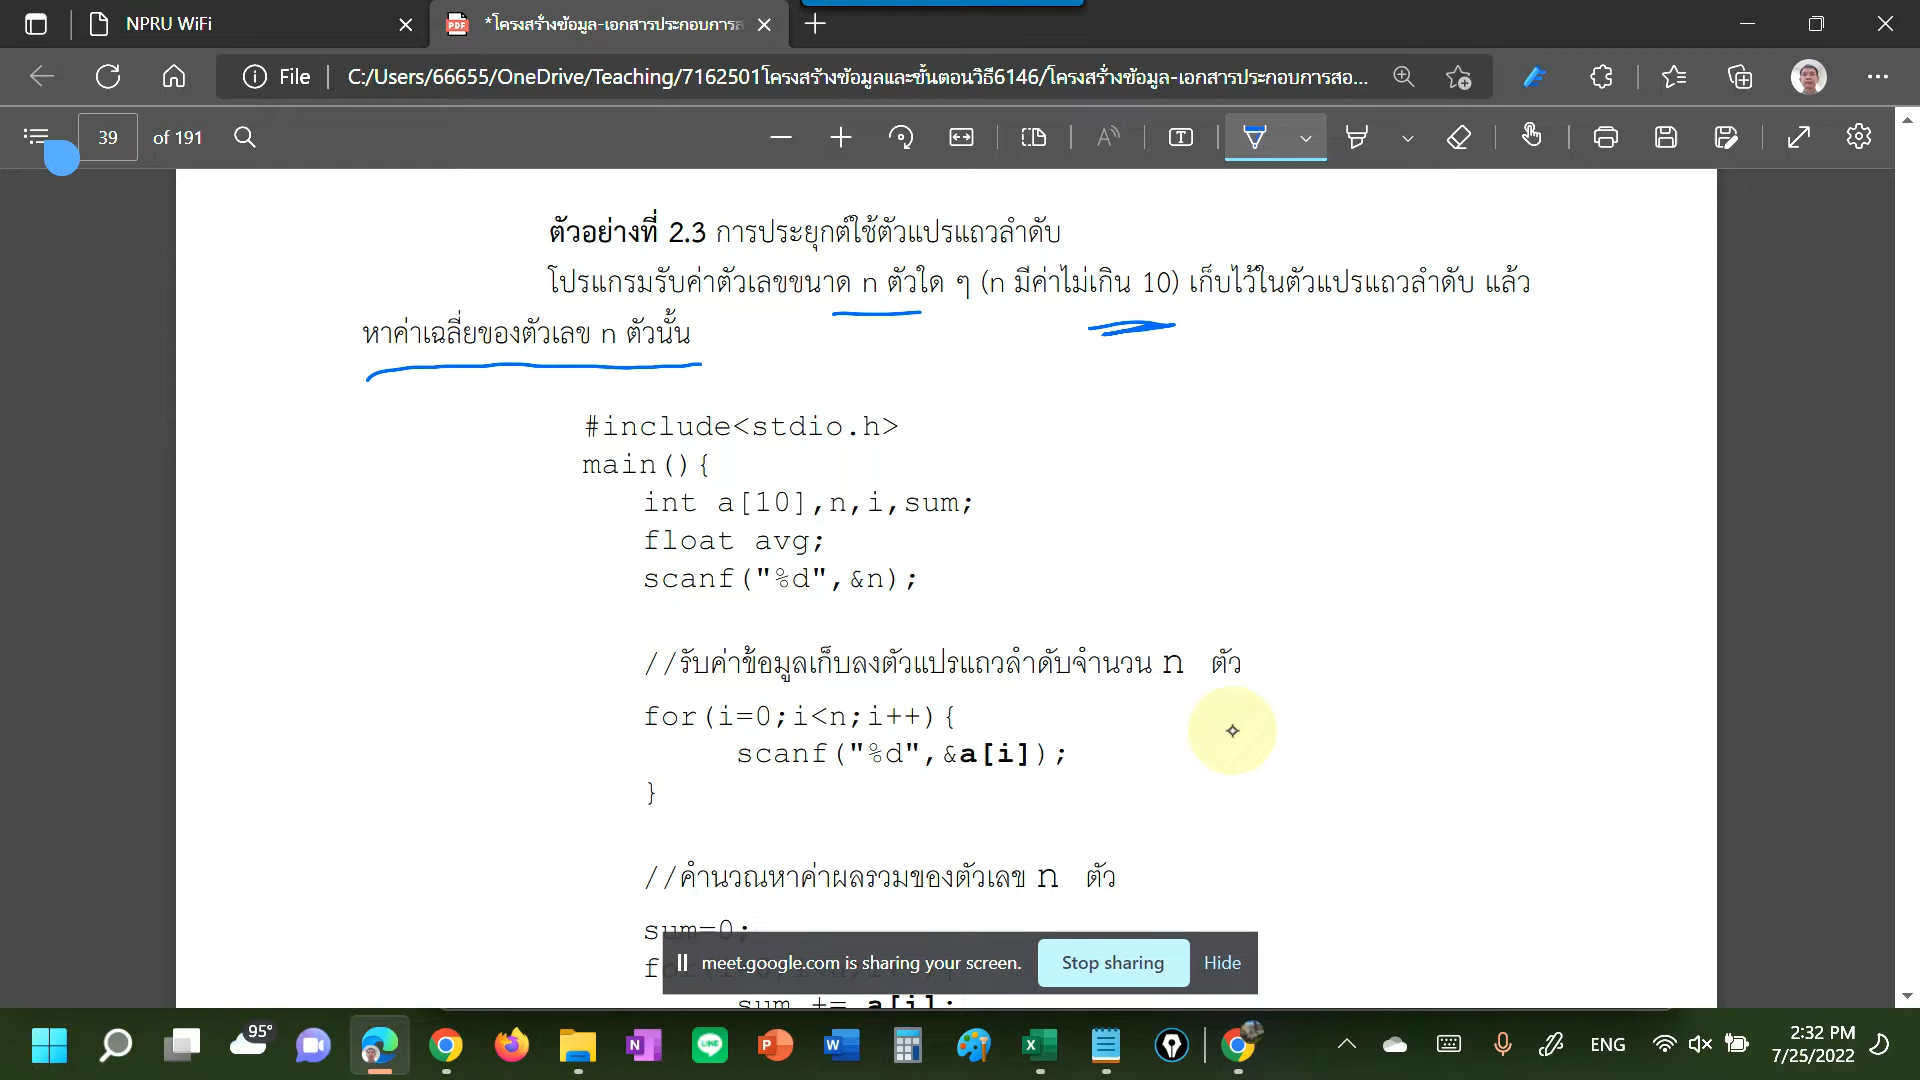 NPRU WiFi
*โครงสร้างข้อมูล-เอกสารประกอบการส
File
C:/Users/66655/OneDrive/Teaching/7162501โครงสร้างข้อมูลและขั้นตอนวิธี6146/โครงสร้างข้อมูล-เอกสารประกอบการสอ...
39 of 191
ตัวอย่างที่ 2.3 การประยุกต์ใช้ตัวแปรแถวลำดับ
โปรแกรมรับค่าตัวเลขขนาด n ตัวใด ๆ (n มีค่าไม่เกิน 10) เก็บไว้ในตัวแปรแถวลำดับ แล้ว
หาค่าเฉลี่ยของตัวเลข n ตัวนั้น
#include<stdio.h>
main(){
int a[10],n,i,sum;
float avg;
scanf("%d",&n);
//รับค่าข้อมูลเก็บลงตัวแปรแถวลำดับจำนวน n ตัว
for(i=0;i<n;i++){
scanf("%d",&a[i]);
}
//คำนวณหาค่าผลรวมของตัวเลข n ตัว
sum=0;
meet.google.com is sharing your screen.
Stop sharing
Hide
sum += a[i];
95°
ENG
2:32 PM
7/25/2022